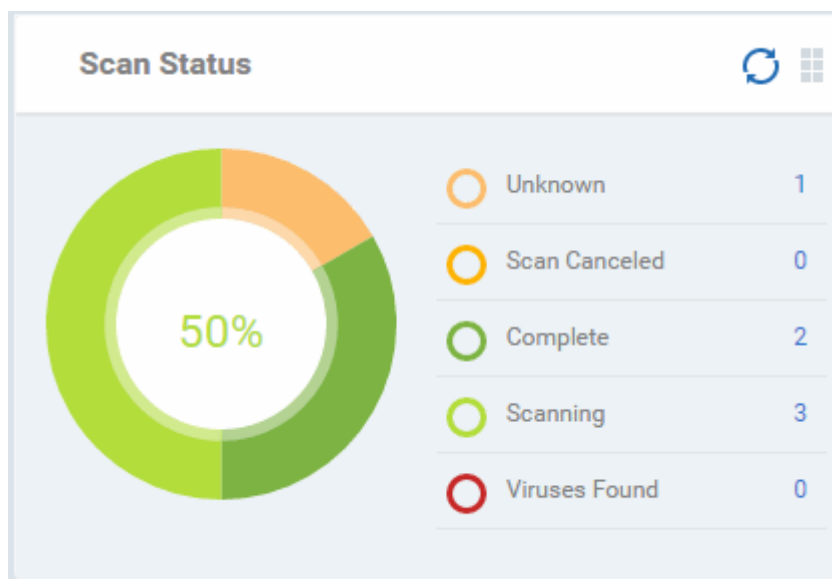 Scan Status
50%
Unknown 1
Scan Canceled 0
Complete 2
Scanning 3
Viruses Found 0